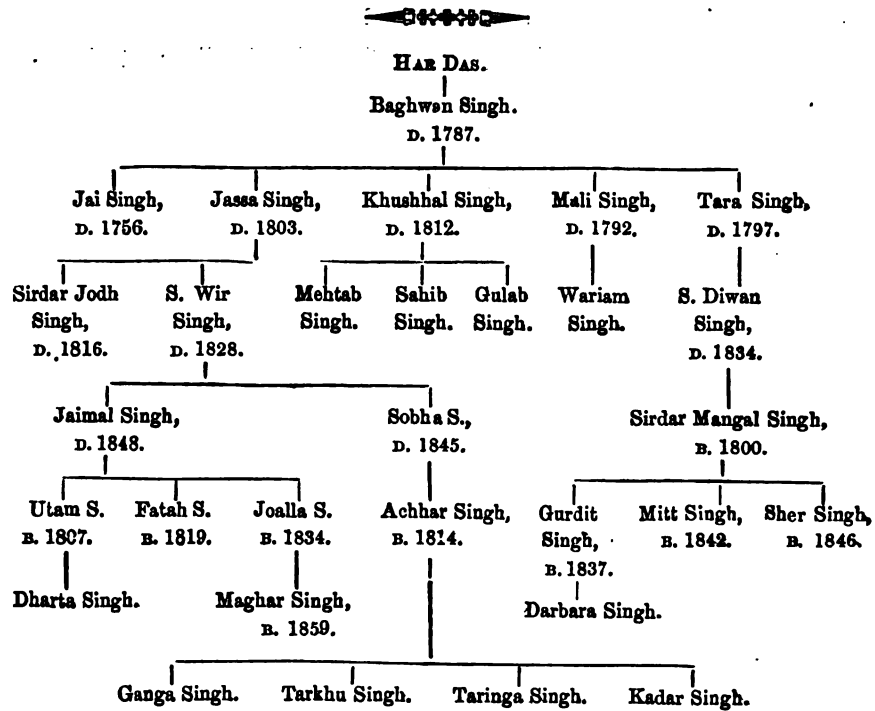 HAR DAS.
Baghwan Singh.
D. 1787.
Jai Singh, Jassa Singh, Khushhal Singh, Mali Singh, Tara Singh,
D. 1756. D. 1803. D. 1812. D. 1792. D. 1797.
Sirdar Jodh S. Wir Mehtab Sahib Gulab Wariam S. Diwan
Singh, Singh, Singh. Singh. Singh. Singh. Singh,
D. 1816. D. 1828. D. 1834.
Jaimal Singh, Sobha S., Sirdar Mangal Singh,
D. 1848. D. 1845. B. 1800.
Utam S. Fatah S. Joalla S. Achhar Singh, Gurdit Mitt Singh, Sher Singh,
B. 1807. B. 1819. B. 1834. B. 1814. Singh, B. 1842. B. 1846.
B. 1837.
Dharta Singh. Maghar Singh, Darbara Singh.
B. 1859.
Ganga Singh. Tarkhu Singh. Taringa Singh. Kadar Singh.